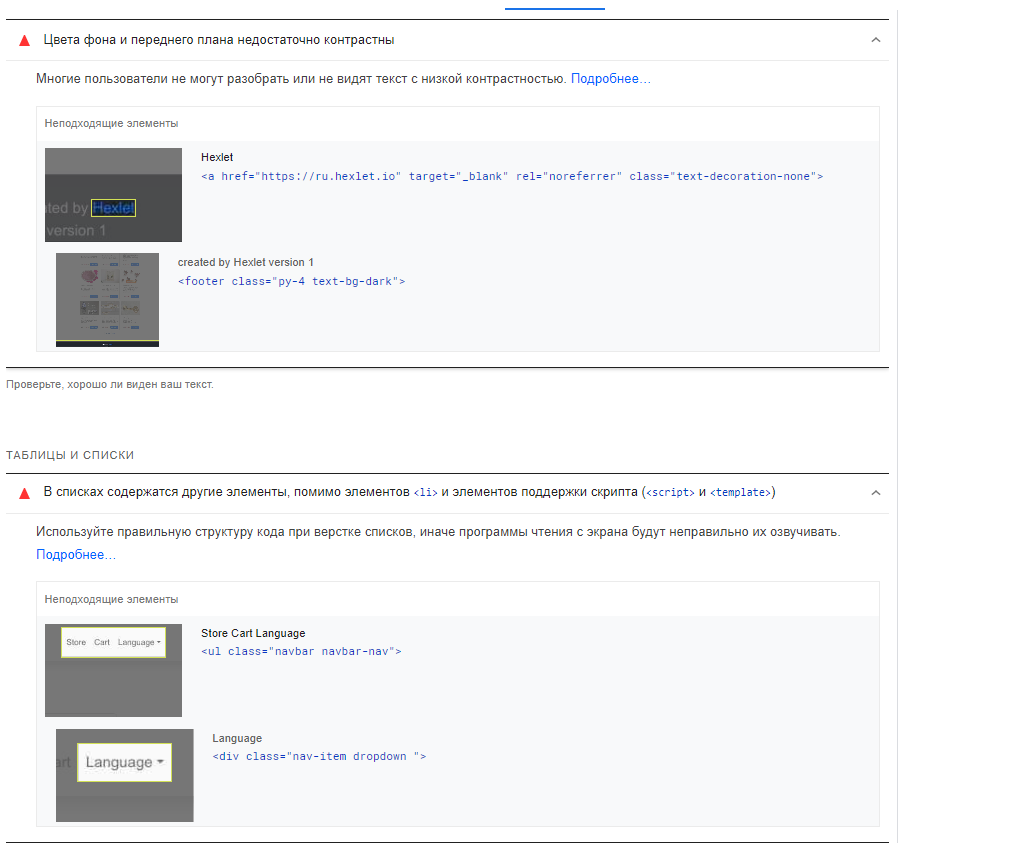 Цвета фона и переднего плана недостаточно контрастны
Многие пользователи не могут разобрать или не видят текст с низкой контрастностью. Подробнее…
Неподходящие элементы
Hexlet
<a href="https://ru.hexlet.io" target="_blank" rel="noreferrer" class="text-decoration-none">
ated by Hexlet
version 1
created by Hexlet version 1
<footer class="py-4 text-bg-dark">
Проверьте, хорошо ли виден ваш текст.
ТАБЛИЦЫ И СПИСКИ
В списках содержатся другие элементы, помимо элементов <li> и элементов поддержки скрипта (<script> и <template>)
Используйте правильную структуру кода при верстке списков, иначе программы чтения с экрана будут неправильно их озвучивать.
Подробнее…
Неподходящие элементы
Store Cart Language
Store Cart Language
<ul class="navbar navbar-nav">
Language
<div class="nav-item dropdown ">
art Language